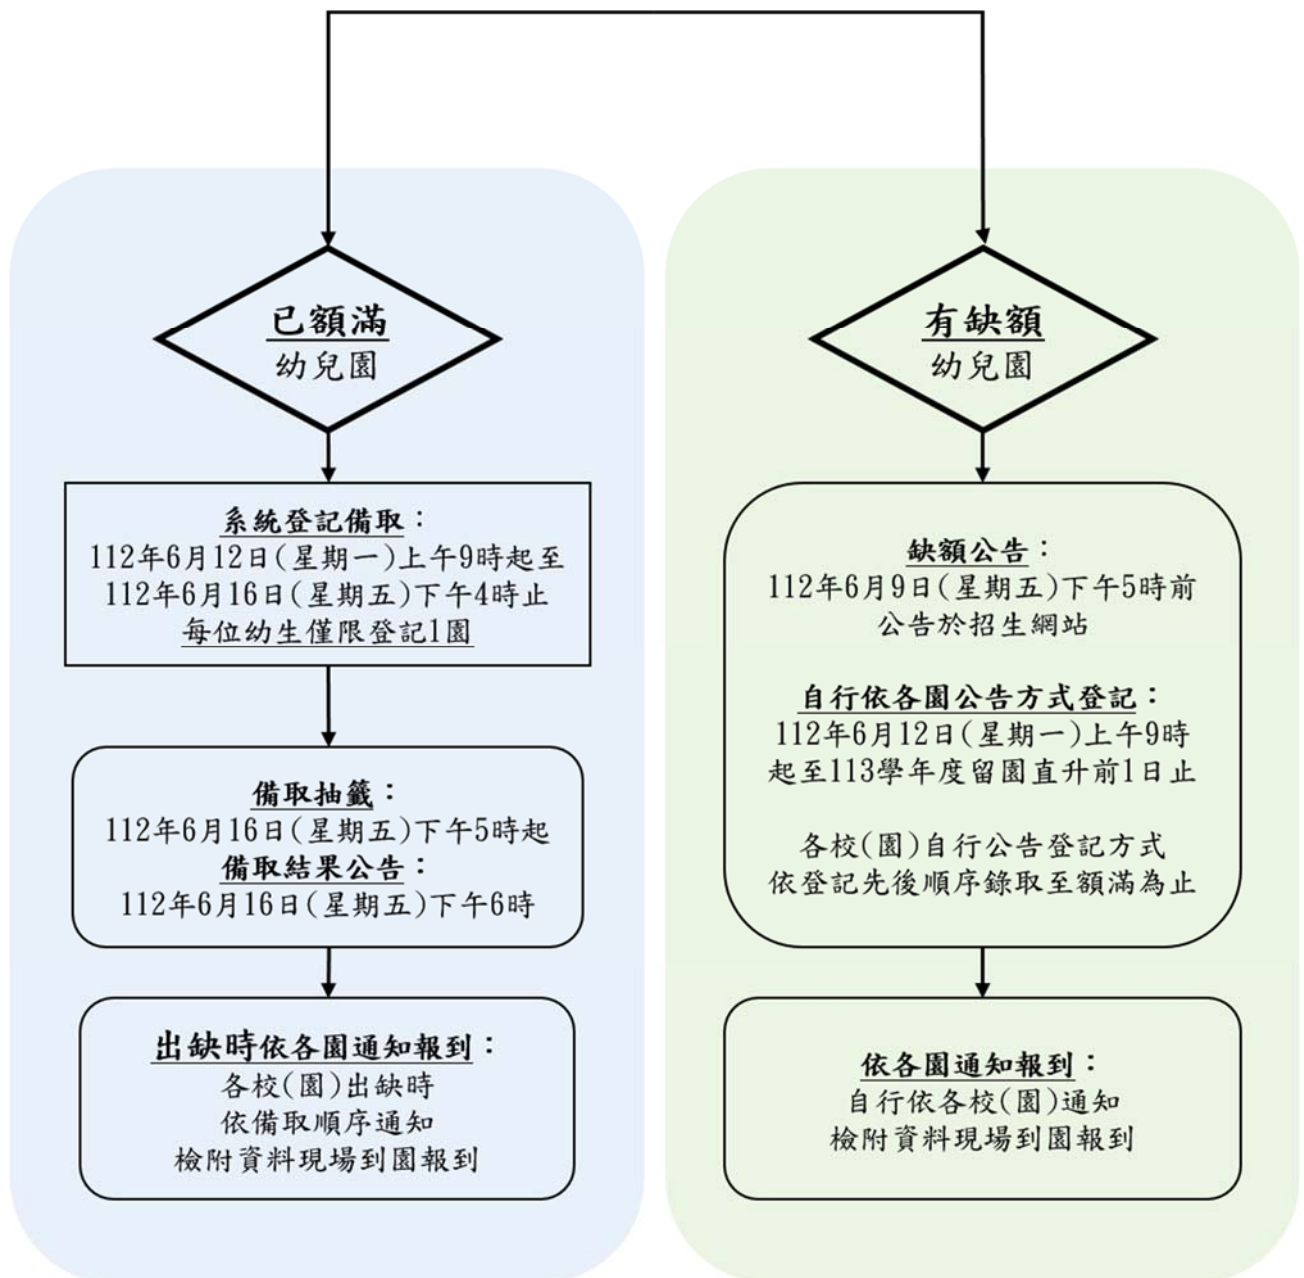 已額滿
幼兒園
系統登記備取：
112年6月12日(星期一)上午9時起至
112年6月16日(星期五)下午4時止
每位幼生僅限登記1園
備取抽籤：
112年6月16日(星期五)下午5時起
備取結果公告：
112年6月16日(星期五)下午6時
出缺時依各園通知報到：
各校(園)出缺時
依備取順序通知
檢附資料現場到園報到
有缺額
幼兒園
缺額公告：
112年6月9日(星期五)下午5時前
公告於招生網站
自行依各園公告方式登記：
112年6月12日(星期一)上午9時
起至113學年度留園直升前1日止
各校(園)自行公告登記方式
依登記先後順序錄取至額滿為止
依各園通知報到：
自行依各校(園)通知
檢附資料現場到園報到